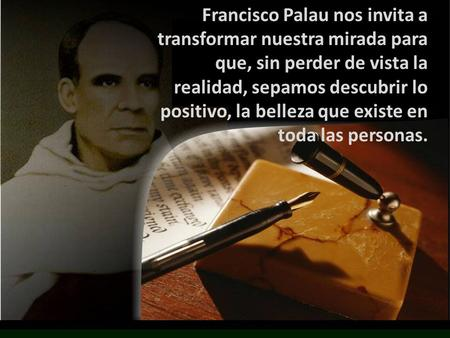 Francisco Palau nos invita a
transformar nuestra mirada para
que, sin perder de vista la
realidad, sepamos descubrir lo
positivo, la belleza que existe en
toda las personas.